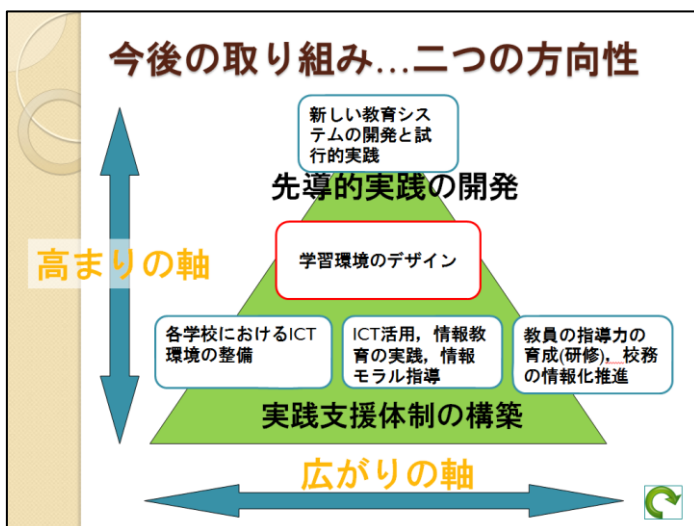 今後の取り組み…二つの方向性
新しい教育シス
テムの開発と試
行的実践
先導的実践の開発
高まりの軸
学習環境のデザイン
各学校におけるICT
環境の整備
ICT活用，情報教
育の実践，情報
モラル指導
教員の指導力の
育成(研修)，校務
の情報化推進
実践支援体制の構築
広がりの軸